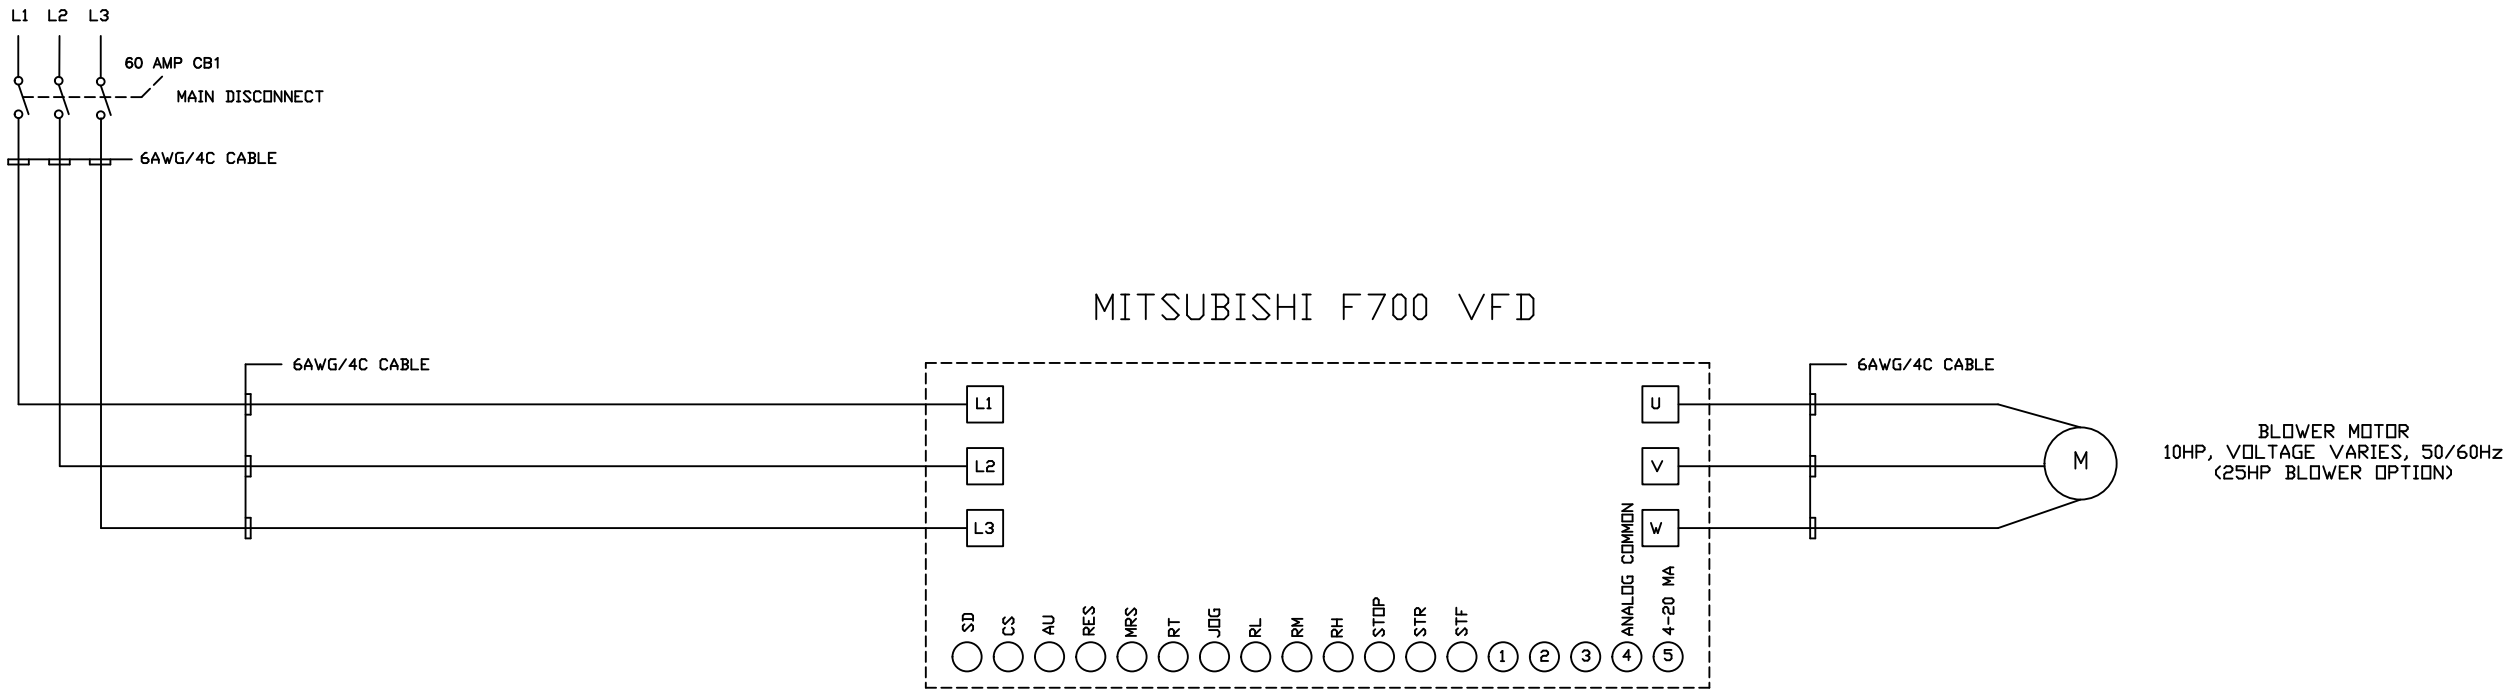 L1 L2 L3
60 AMP CB1
MAIN DISCONNECT
6AWG/4C CABLE
MITSUBISHI F700 VFD
6AWG/4C CABLE
6AWG/4C CABLE
L1
U
L2
V
L3
W
M
BLOWER MOTOR
10HP, VOLTAGE VARIES, 50/60Hz
(25HP BLOWER OPTION)
SD
CS
AU
RES
MRS
RT
JOG
RL
RM
RH
STOP
STR
STF
ANALOG COMMON
4-20 MA
1 2 3 4 5